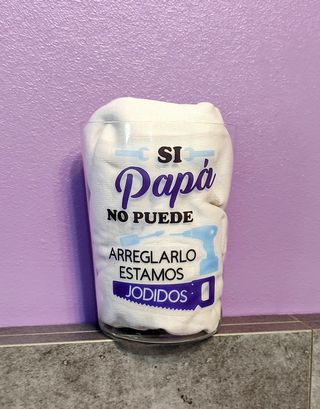 SI
Papá
NO PUEDE
ARREGLARLO
ESTAMOS
JODIDOS